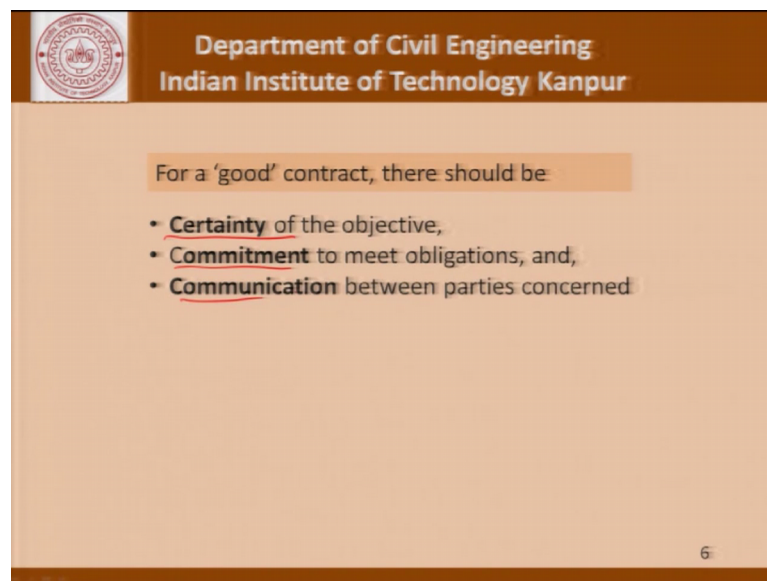 Department of Civil Engineering
Indian Institute of Technology Kanpur
For a 'good' contract, there should be
• Certainty of the objective,
• Commitment to meet obligations, and,
• Communication between parties concerned
6